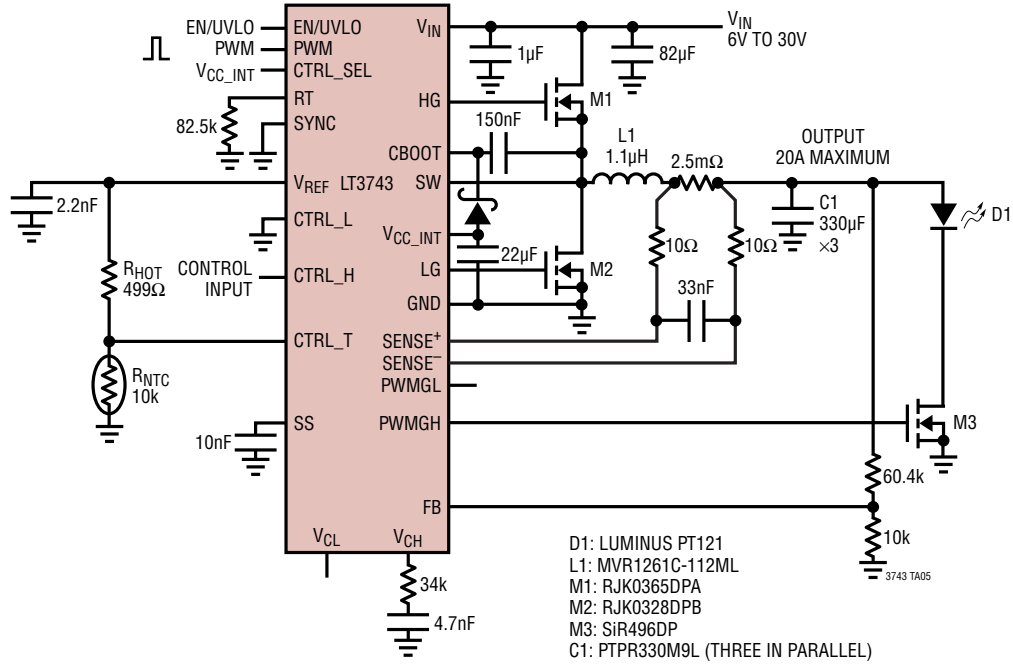 EN/UVLO
PWM
V_CC_INT
EN/UVLO
PWM
CTRL_SEL
RT
SYNC
82.5k
V_IN
HG
CBOOT
SW
V_REF LT3743
CTRL_L
V_CC_INT
LG
GND
CTRL_H
CTRL_T
SENSE+
SENSE−
PWMGL
SS
PWMGH
FB
V_CL
V_CH
V_IN
6V TO 30V
1µF
82µF
M1
150nF
L1
1.1µH
2.5mΩ
OUTPUT
20A MAXIMUM
C1
330µF
×3
D1
2.2nF
22µF
M2
10Ω
10Ω
33nF
R_HOT
499Ω
CONTROL
INPUT
R_NTC
10k
10nF
M3
60.4k
10k
34k
4.7nF
3743 TA05
D1: LUMINUS PT121
L1: MVR1261C-112ML
M1: RJK0365DPA
M2: RJK0328DPB
M3: SiR496DP
C1: PTPR330M9L (THREE IN PARALLEL)